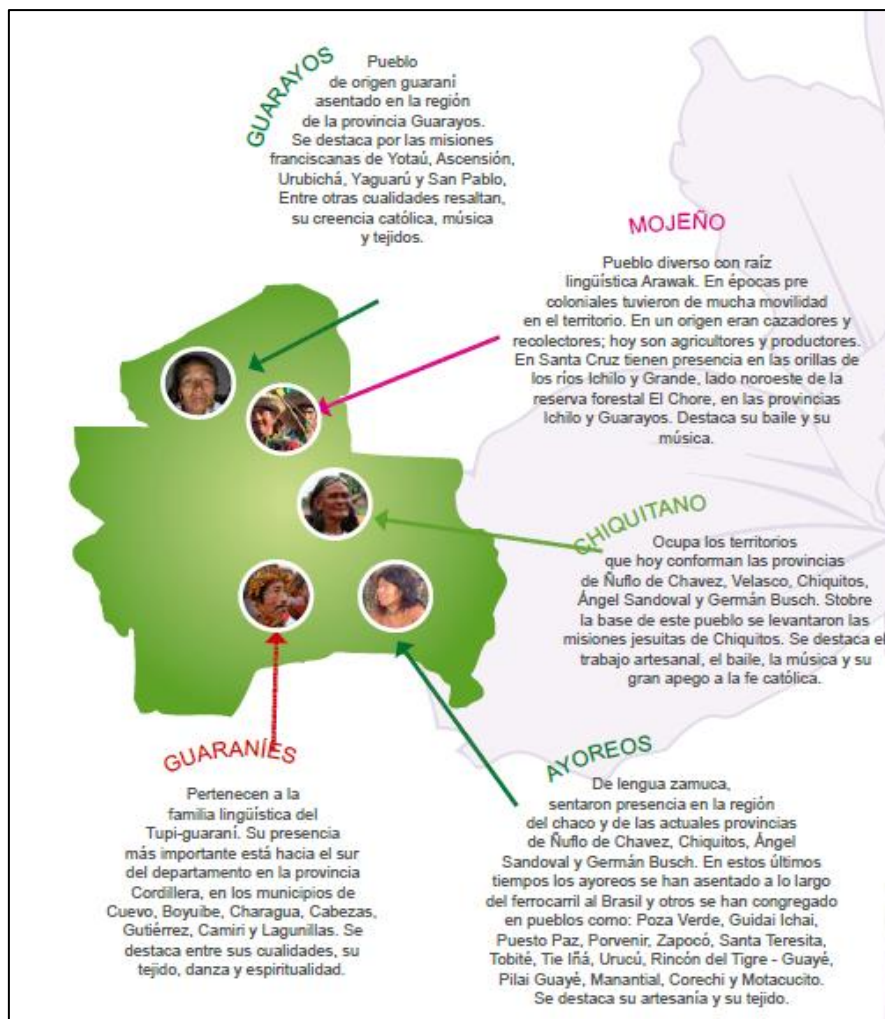 GUARAYOS
Pueblo
de origen guaraní
asentado en la región
de la provincia Guarayos.
Se destaca por las misiones
franciscanas de Yotaú, Ascensión,
Urubichá, Yaguarú y San Pablo,
Entre otras cualidades resaltan,
su creencia católica, música
y tejidos.
MOJEÑO
Pueblo diverso con raíz
lingüística Arawak. En épocas pre
coloniales tuvieron de mucha movilidad
en el territorio. En un origen eran cazadores y
recolectores; hoy son agricultores y productores.
En Santa Cruz tienen presencia en las orillas de
los ríos Ichilo y Grande, lado noroeste de la
reserva forestal El Chore, en las provincias
Ichilo y Guarayos. Destaca su baile y su
música.
CHIQUITANO
Ocupa los territorios
que hoy conforman las provincias
de Ñuflo de Chavez, Velasco, Chiquitos,
Ángel Sandoval y Germán Busch. Stobre
la base de este pueblo se levantaron las
misiones jesuitas de Chiquitos. Se destaca el
trabajo artesanal, el baile, la música y su
gran apego a la fe católica.
GUARANÍES
Pertenecen a la
familia lingüística del
Tupi-guaraní. Su presencia
más importante está hacia el sur
del departamento en la provincia
Cordillera, en los municipios de
Cuevo, Boyuibe, Charagua, Cabezas,
Gutiérrez, Camiri y Lagunillas. Se
destaca entre sus cualidades, su
tejido, danza y espiritualidad.
AYOREOS
De lengua zamuca,
sentaron presencia en la región
del chaco y de las actuales provincias
de Ñuflo de Chavez, Chiquitos, Ángel
Sandoval y Germán Busch. En estos últimos
tiempos los ayoreos se han asentado a lo largo
del ferrocarril al Brasil y otros se han congregado
en pueblos como: Poza Verde, Guidai Ichai,
Puesto Paz, Porvenir, Zapocó, Santa Teresita,
Tobité, Tie Iñá, Urucú, Rincón del Tigre - Guayé,
Pilai Guayé, Manantial, Corechi y Motacucito.
Se destaca su artesanía y su tejido.